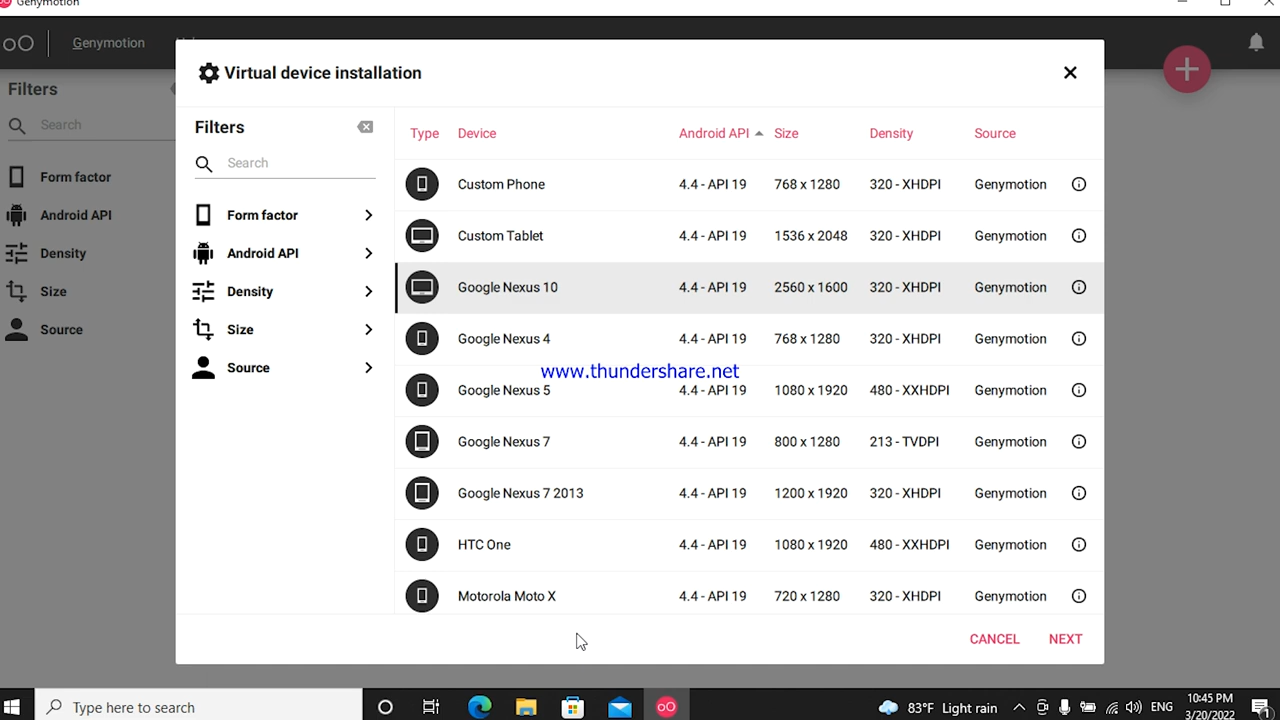 Genymotion
Genymotion
Filters
Search
Form factor
Android API
Density
Size
Source
Virtual device installation
Filters
Search
Form factor
Android API
Density
Size
Source
Type Device Android API Size Density Source
Custom Phone 4.4 - API 19 768 x 1280 320 - XHDPI Genymotion
Custom Tablet 4.4 - API 19 1536 x 2048 320 - XHDPI Genymotion
Google Nexus 10 4.4 - API 19 2560 x 1600 320 - XHDPI Genymotion
Google Nexus 4 4.4 - API 19 768 x 1280 320 - XHDPI Genymotion
www.thundershare.net
Google Nexus 5 4.4 - API 19 1080 x 1920 480 - XXHDPI Genymotion
Google Nexus 7 4.4 - API 19 800 x 1280 213 - TVDPI Genymotion
Google Nexus 7 2013 4.4 - API 19 1200 x 1920 320 - XHDPI Genymotion
HTC One 4.4 - API 19 1080 x 1920 480 - XXHDPI Genymotion
Motorola Moto X 4.4 - API 19 720 x 1280 320 - XHDPI Genymotion
CANCEL NEXT
Type here to search
83°F Light rain
ENG
10:45 PM
3/20/2022
1